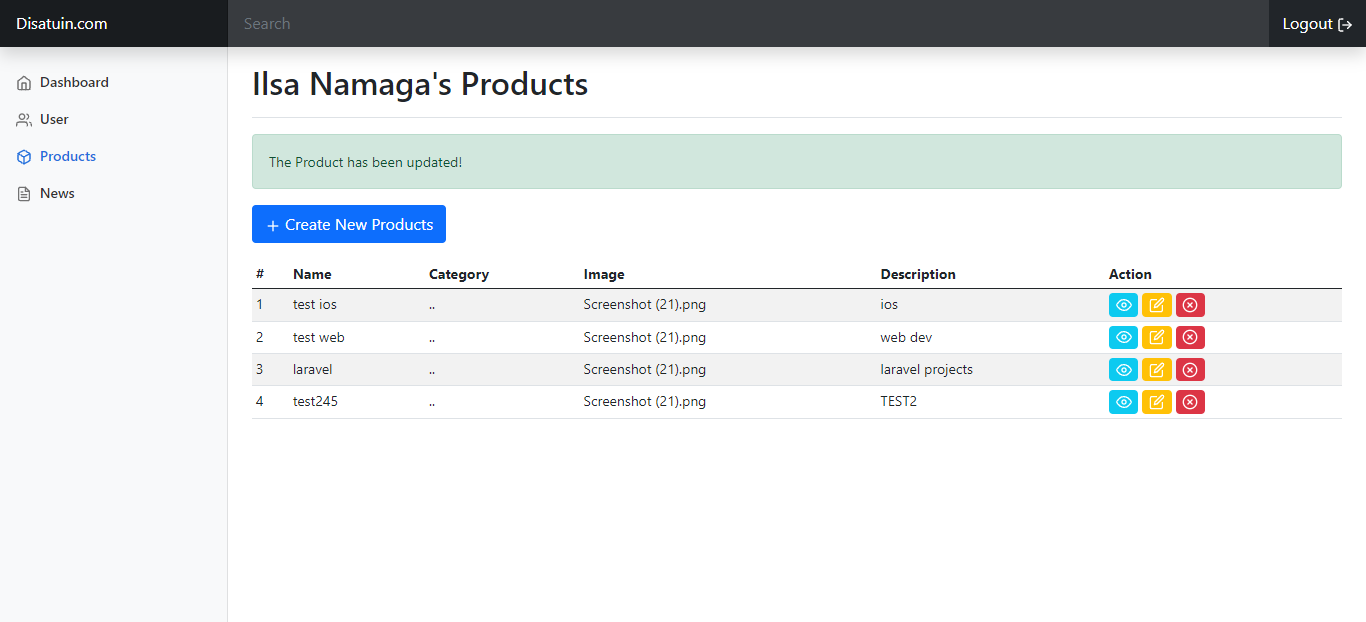 Disatuin.com
Search
Logout
Dashboard
User
Products
News
Ilsa Namaga's Products
The Product has been updated!
+ Create New Products
# Name Category Image Description Action
1 test ios .. Screenshot (21).png ios
2 test web .. Screenshot (21).png web dev
3 laravel .. Screenshot (21).png laravel projects
4 test245 .. Screenshot (21).png TEST2